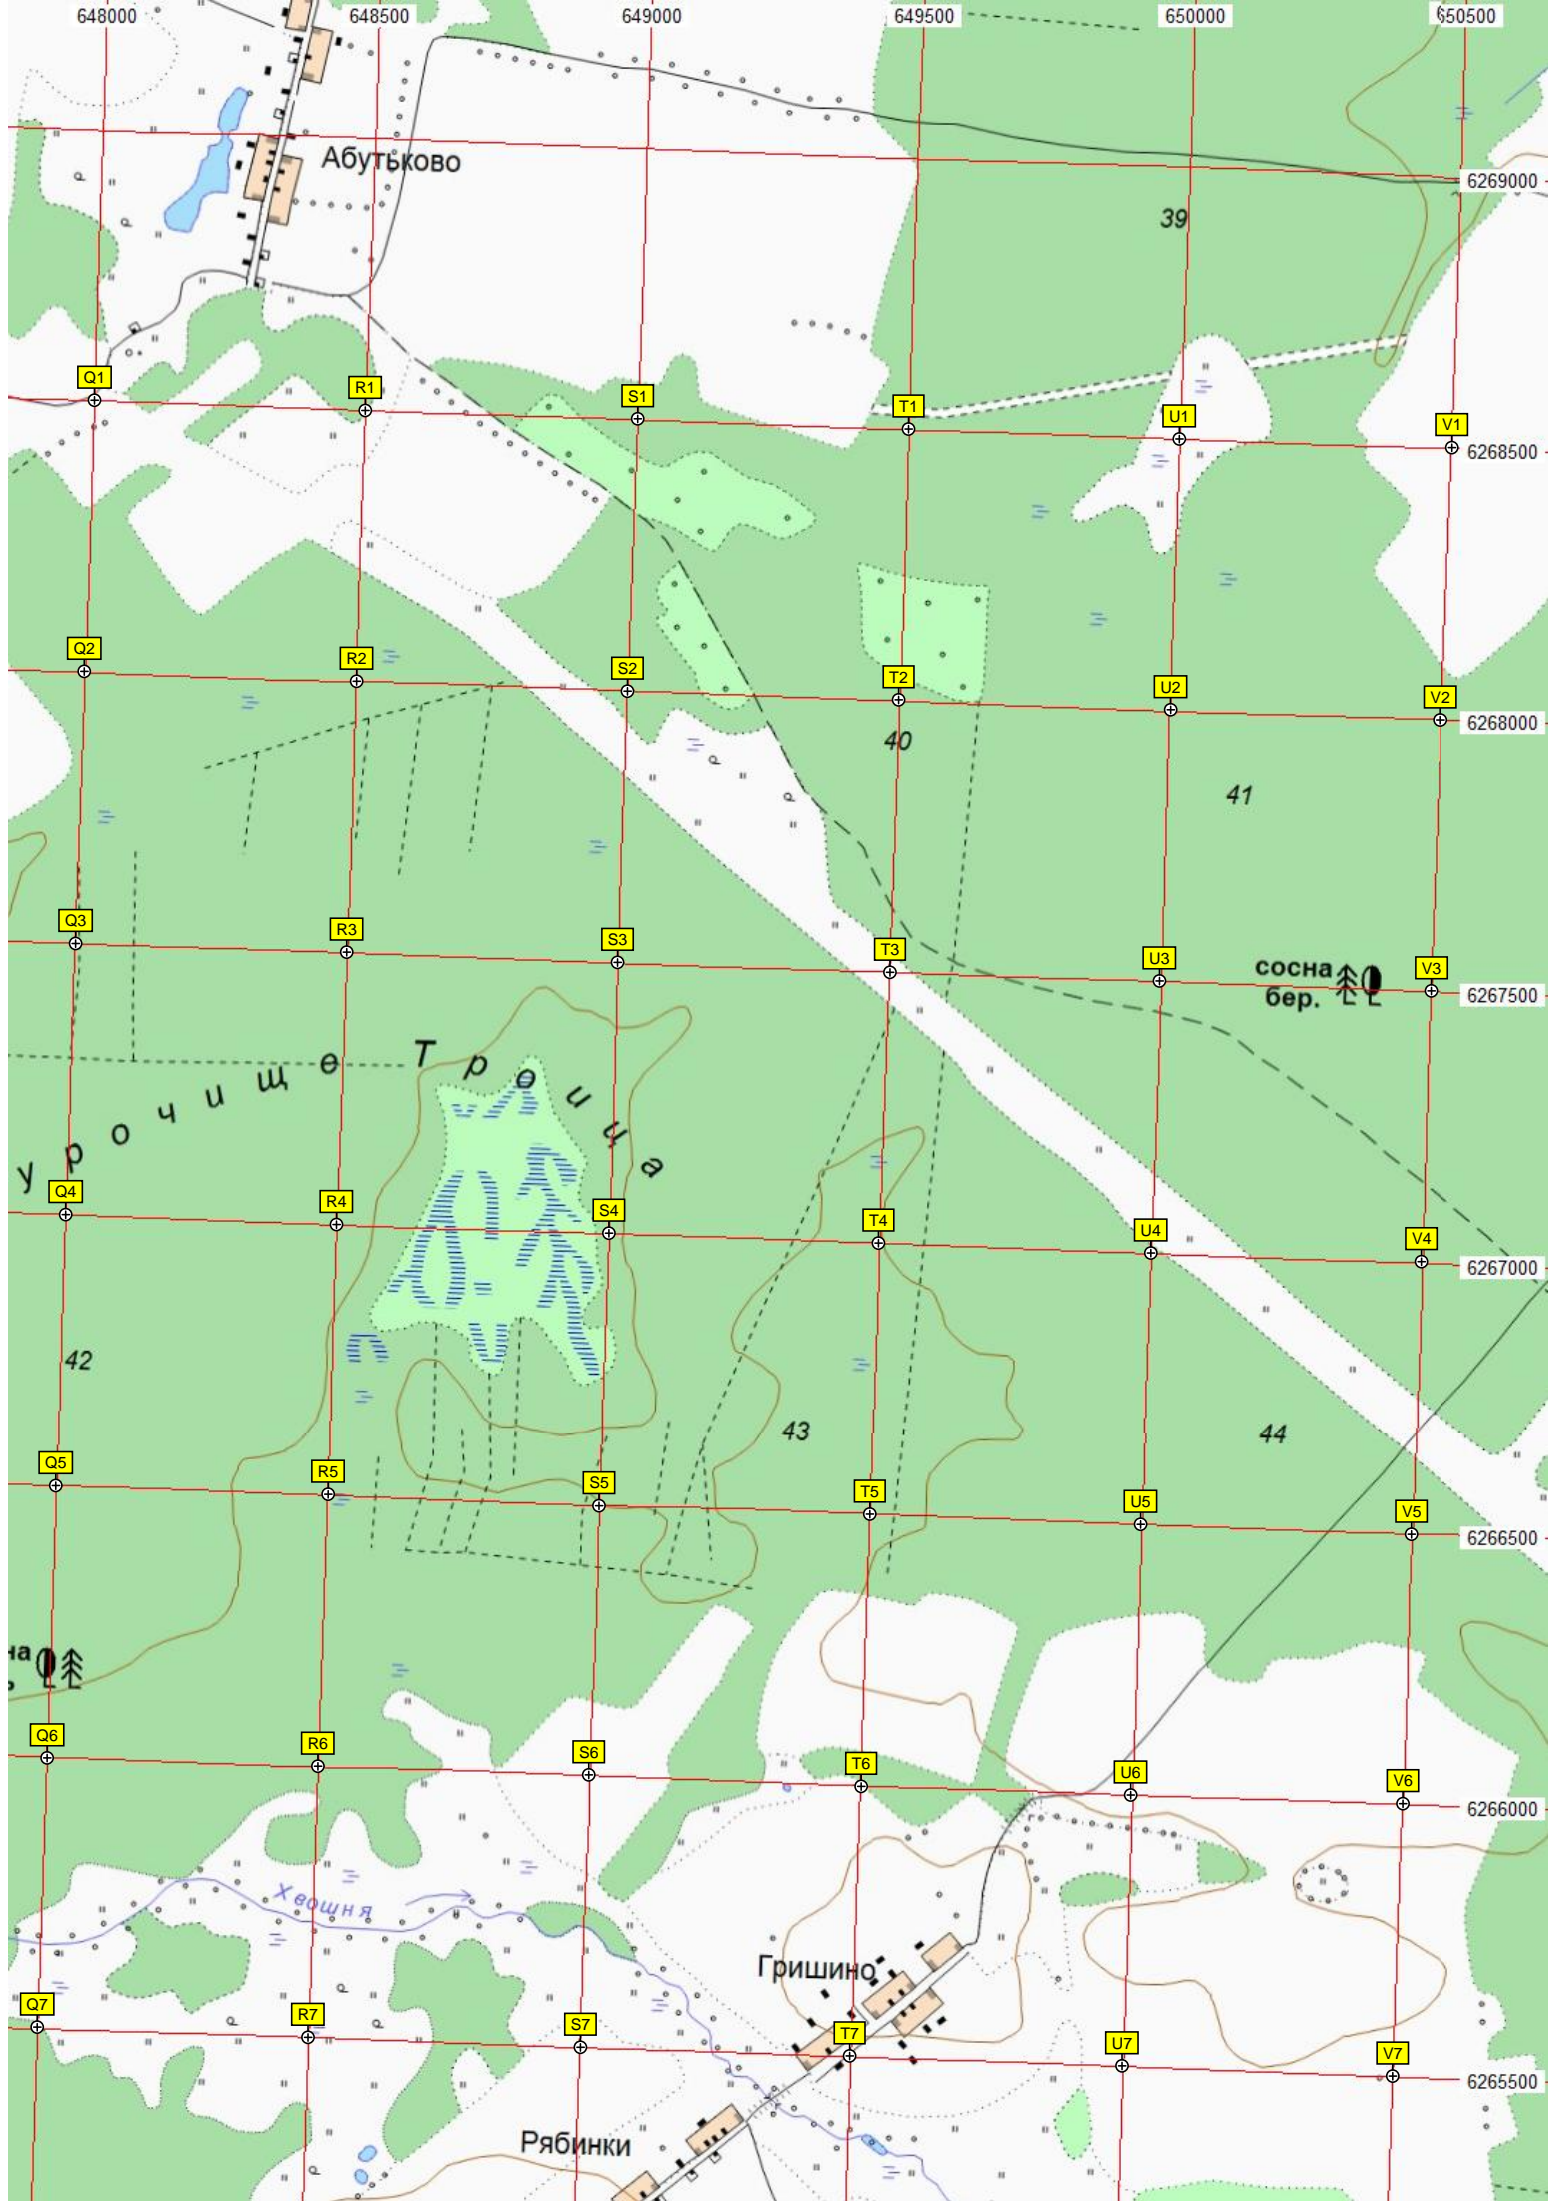 648000 648500 649000 649500 650000 650500
Абутьково
6269000
39
Q1 R1 S1 T1 U1 V1
6268500
Q2 R2 S2 T2 U2 V2
6268000
40
41
Q3 R3 S3 T3 U3 V3
сосна
бер.
6267500
урочище Троица
Q4 R4 S4 T4 U4 V4
6267000
42
43
44
Q5 R5 S5 T5 U5 V5
6266500
на
Q6 R6 S6 T6 U6 V6
6266000
Хвошня
Гришино
Q7 R7 S7 T7 U7 V7
6265500
Рябинки